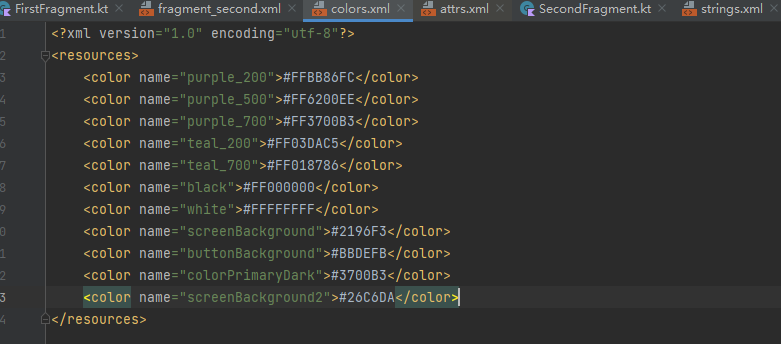 FirstFragment.kt fragment_second.xml colors.xml attrs.xml SecondFragment.kt strings.xml
1 <?xml version="1.0" encoding="utf-8"?>
2 <resources>
3 <color name="purple_200">#FFBB86FC</color>
4 <color name="purple_500">#FF6200EE</color>
5 <color name="purple_700">#FF3700B3</color>
6 <color name="teal_200">#FF03DAC5</color>
7 <color name="teal_700">#FF018786</color>
8 <color name="black">#FF000000</color>
9 <color name="white">#FFFFFFFF</color>
0 <color name="screenBackground">#2196F3</color>
1 <color name="buttonBackground">#BBDEFB</color>
2 <color name="colorPrimaryDark">#3700B3</color>
3 <color name="screenBackground2">#26C6DA</color>
4 </resources>